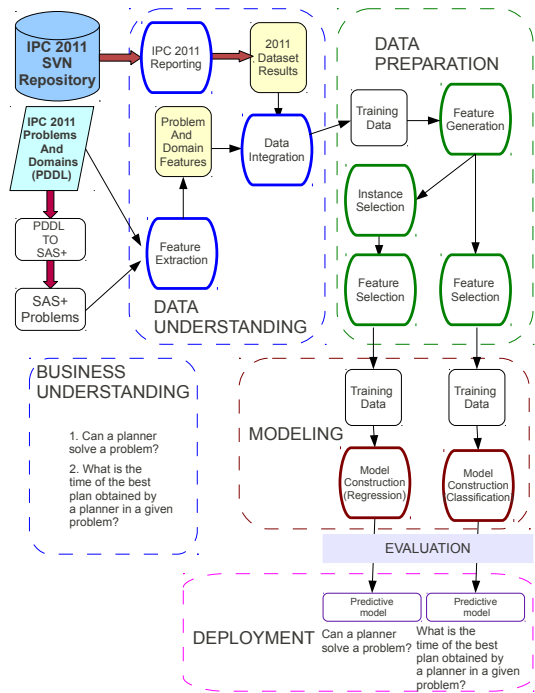 IPC 2011
SVN
Repository
IPC 2011
Reporting
2011
Dataset
Results
DATA
PREPARATION
IPC 2011
Problems
And
Domains
(PDDL)
Problem
And
Domain
Features
Data
Integration
Training
Data
Feature
Generation
Instance
Selection
PDDL
TO
SAS+
Feature
Extraction
SAS+
Problems
Feature
Selection
Feature
Selection
DATA
UNDERSTANDING
BUSINESS
UNDERSTANDING
1. Can a planner
solve a problem?
2. What is the
time of the best
plan obtained by
a planner in a given
problem?
Training
Data
Training
Data
MODELING
Model
Construction
(Regression)
Model
Construction
(Classification)
EVALUATION
Predictive
model
Predictive
model
DEPLOYMENT
Can a planner
solve a problem?
What is the
time of the best
plan obtained by
a planner in a given
problem?